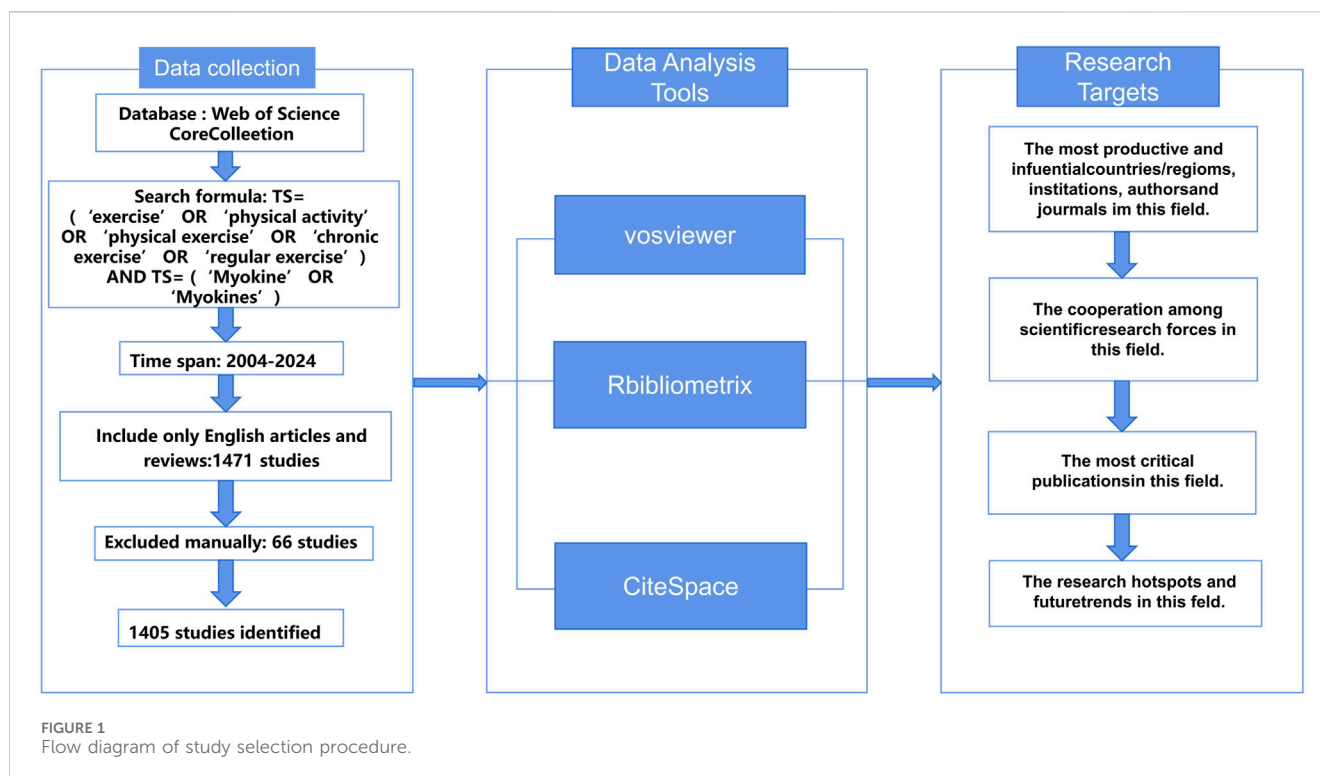 Data collection
Database : Web of Science
CoreColleetion
Search formula: TS=
( ‘exercise’ OR ‘physical activity’
OR ‘physical exercise’ OR ‘chronic
exercise’ OR ‘regular exercise’ )
AND TS= ( ‘Myokine’ OR
‘Myokines’ )
Time span: 2004-2024
Include only English articles and
reviews:1471 studies
Excluded manually: 66 studies
1405 studies identified
Data Analysis
Tools
vosviewer
Rbibliometrix
CiteSpace
Research
Targets
The most productive and
infuentialcountries/regioms,
institutions, authorsand
jourmals im this field.
The cooperation among
scientificresearch forces in
this field.
The most critical
publicationsin this field.
The research hotspots and
futuretrends in this feld.
FIGURE 1
Flow diagram of study selection procedure.